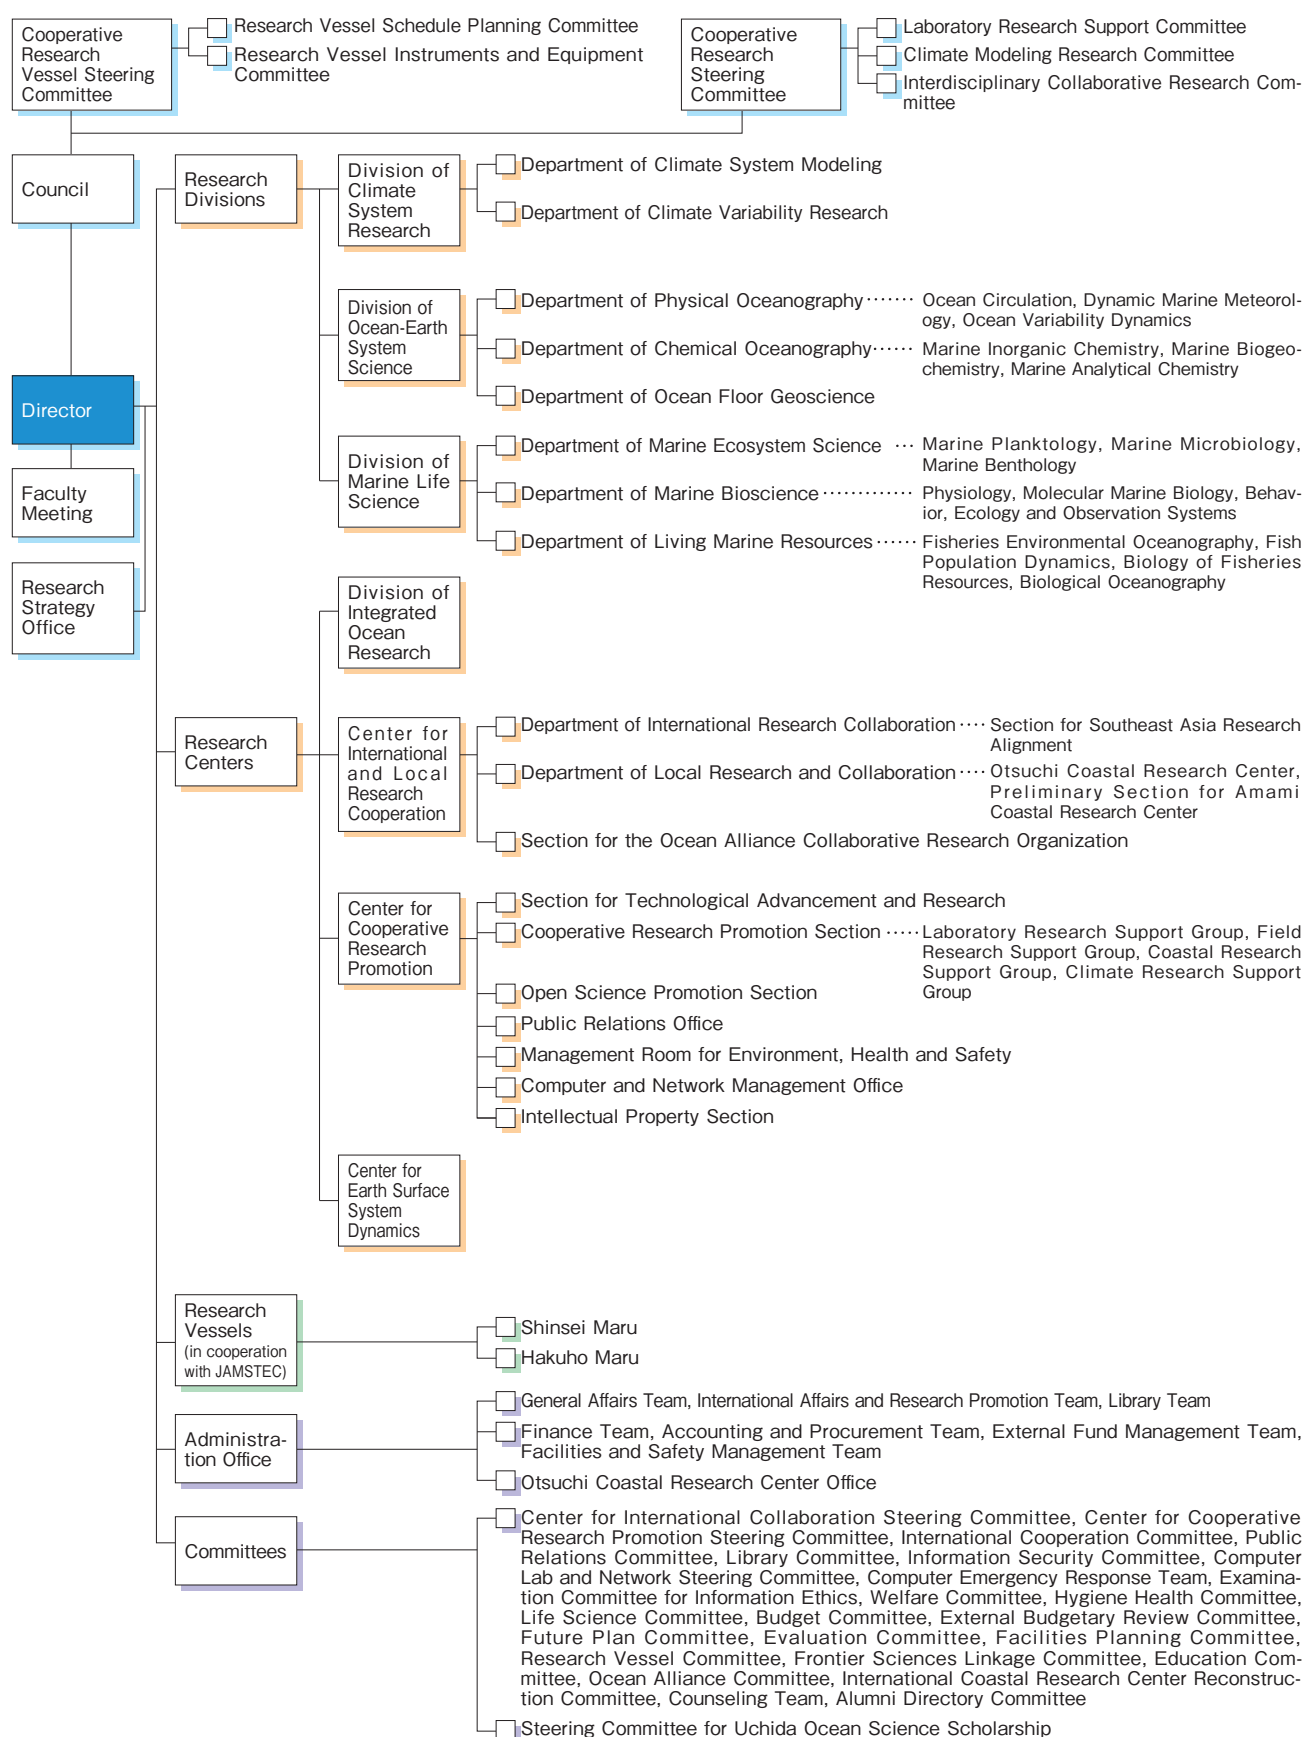 Cooperative
Research
Vessel Steering
Committee
Research Vessel Schedule Planning Committee
Research Vessel Instruments and Equipment
Committee
Cooperative
Research
Steering
Committee
Laboratory Research Support Committee
Climate Modeling Research Committee
Interdisciplinary Collaborative Research Com-
mittee
Council
Director
Faculty
Meeting
Research
Strategy
Office
Research
Divisions
Division of
Climate
System
Research
Department of Climate System Modeling
Department of Climate Variability Research
Division of
Ocean-Earth
System
Science
Department of Physical Oceanography ······· Ocean Circulation, Dynamic Marine Meteorol-
ogy, Ocean Variability Dynamics
Department of Chemical Oceanography ······ Marine Inorganic Chemistry, Marine Biogeo-
chemistry, Marine Analytical Chemistry
Department of Ocean Floor Geoscience
Division of
Marine Life
Science
Department of Marine Ecosystem Science ··· Marine Planktology, Marine Microbiology,
Marine Benthology
Department of Marine Bioscience ············· Physiology, Molecular Marine Biology, Behav-
ior, Ecology and Observation Systems
Department of Living Marine Resources ······ Fisheries Environmental Oceanography, Fish
Population Dynamics, Biology of Fisheries
Resources, Biological Oceanography
Research
Centers
Division of
Integrated
Ocean
Research
Center for
International
and Local
Research
Cooperation
Department of International Research Collaboration ···· Section for Southeast Asia Research
Alignment
Department of Local Research and Collaboration ···· Otsuchi Coastal Research Center,
Preliminary Section for Amami
Coastal Research Center
Section for the Ocean Alliance Collaborative Research Organization
Center for
Cooperative
Research
Promotion
Section for Technological Advancement and Research
Cooperative Research Promotion Section ····· Laboratory Research Support Group, Field
Research Support Group, Coastal Research
Support Group, Climate Research Support
Group
Open Science Promotion Section
Public Relations Office
Management Room for Environment, Health and Safety
Computer and Network Management Office
Intellectual Property Section
Center for
Earth Surface
System
Dynamics
Research
Vessels
(in cooperation
with JAMSTEC)
Shinsei Maru
Hakuho Maru
Administra-
tion Office
General Affairs Team, International Affairs and Research Promotion Team, Library Team
Finance Team, Accounting and Procurement Team, External Fund Management Team,
Facilities and Safety Management Team
Otsuchi Coastal Research Center Office
Committees
Center for International Collaboration Steering Committee, Center for Cooperative
Research Promotion Steering Committee, International Cooperation Committee, Public
Relations Committee, Library Committee, Information Security Committee, Computer
Lab and Network Steering Committee, Computer Emergency Response Team, Examina-
tion Committee for Information Ethics, Welfare Committee, Hygiene Health Committee,
Life Science Committee, Budget Committee, External Budgetary Review Committee,
Future Plan Committee, Evaluation Committee, Facilities Planning Committee,
Research Vessel Committee, Frontier Sciences Linkage Committee, Education Com-
mittee, Ocean Alliance Committee, International Coastal Research Center Reconstruc-
tion Committee, Counseling Team, Alumni Directory Committee
Steering Committee for Uchida Ocean Science Scholarship